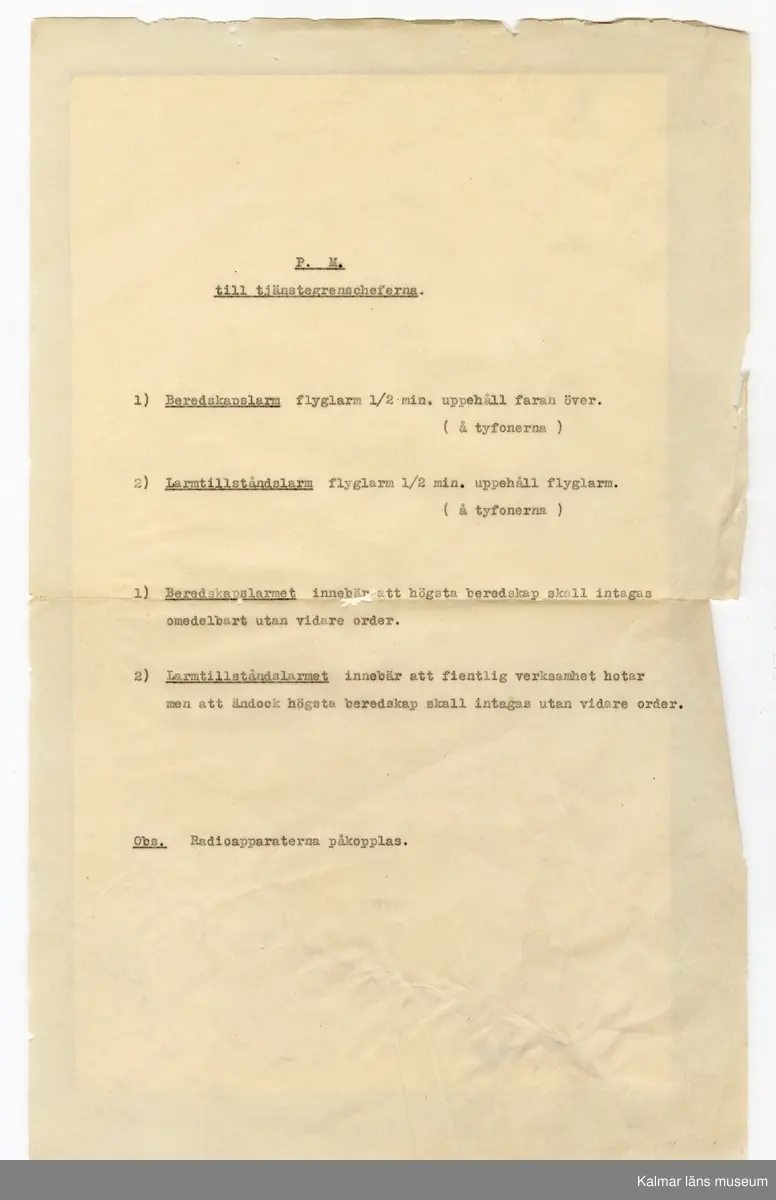 P. M.
till tjänstegrenscheferna.
1) Beredskapslarm flyglarm 1/2 min. uppehåll faran över.
( å tyfonerna )
2) Larmtillståndslarm flyglarm 1/2 min. uppehåll flyglarm.
( å tyfonerna )
1) Beredskapslarmet innebär att högsta beredskap skall intagas
omedelbart utan vidare order.
2) Larmtillståndslarmet innebär att fientlig verksamhet hotar
men att ändock högsta beredskap skall intagas utan vidare order.
Obs. Radioapparaterna påkopplas.
Kalmar läns museum